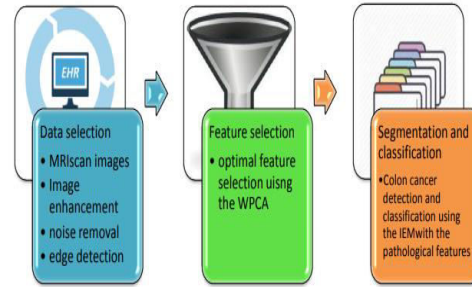 EHR
Data selection
• MRIscan images
• Image
enhancement
• noise removal
• edge detection
Feature selection
• optimal feature
selection uisng
the WPCA
Segmentation and
classification
•Colon cancer
detection and
classification using
the IEMwith the
pathological features